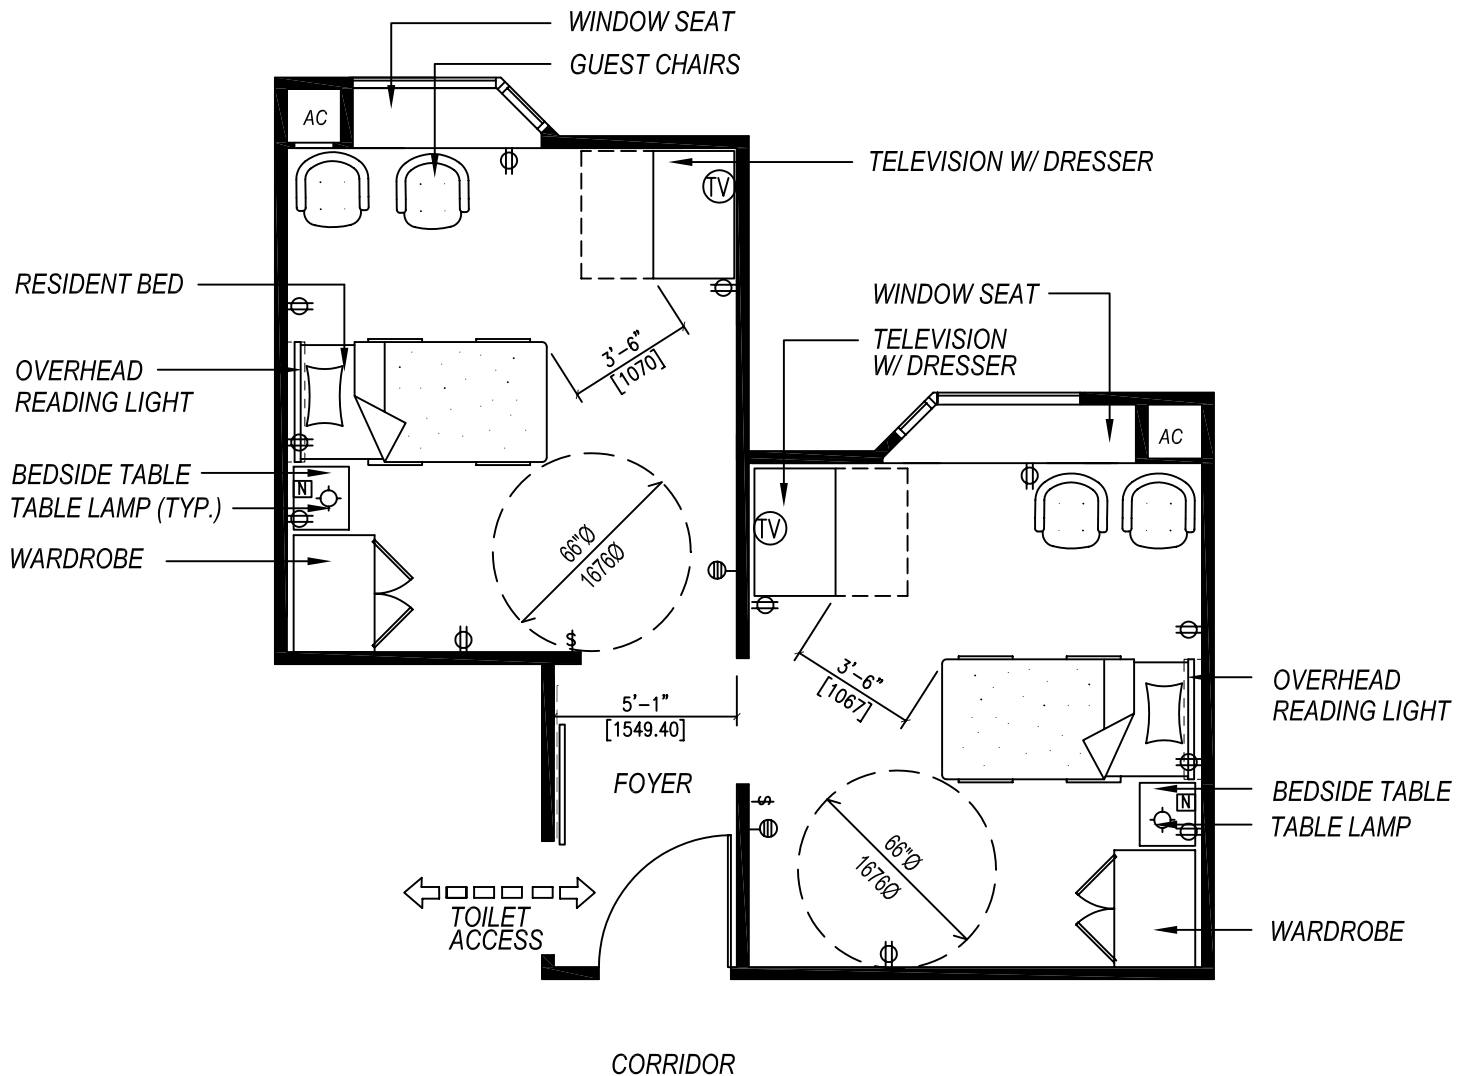 WINDOW SEAT
GUEST CHAIRS
AC
TELEVISION W/ DRESSER
TV
RESIDENT BED
WINDOW SEAT
3'-6"
[1070]
TELEVISION
W/ DRESSER
OVERHEAD
READING LIGHT
AC
BEDSIDE TABLE
N
TABLE LAMP (TYP.)
TV
66"Ø
1676Ø
WARDROBE
S
3'-6"
[1067]
OVERHEAD
READING LIGHT
5'-1"
[1549.40]
FOYER
S
BEDSIDE TABLE
N
TABLE LAMP
66"Ø
1676Ø
TOILET
ACCESS
WARDROBE
CORRIDOR